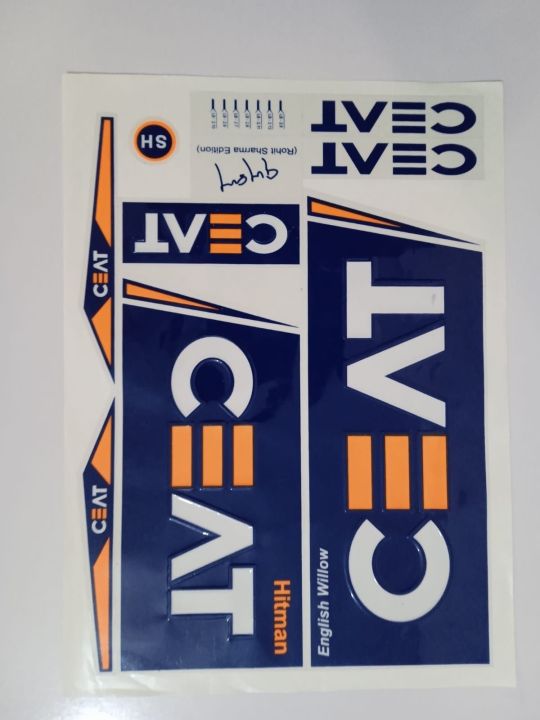 CEAT
CEAT
SH
(Rohit Sharma Edition)
CEAT
CEAT
CEAT
CEAT
Hitman
CEAT
English Willow